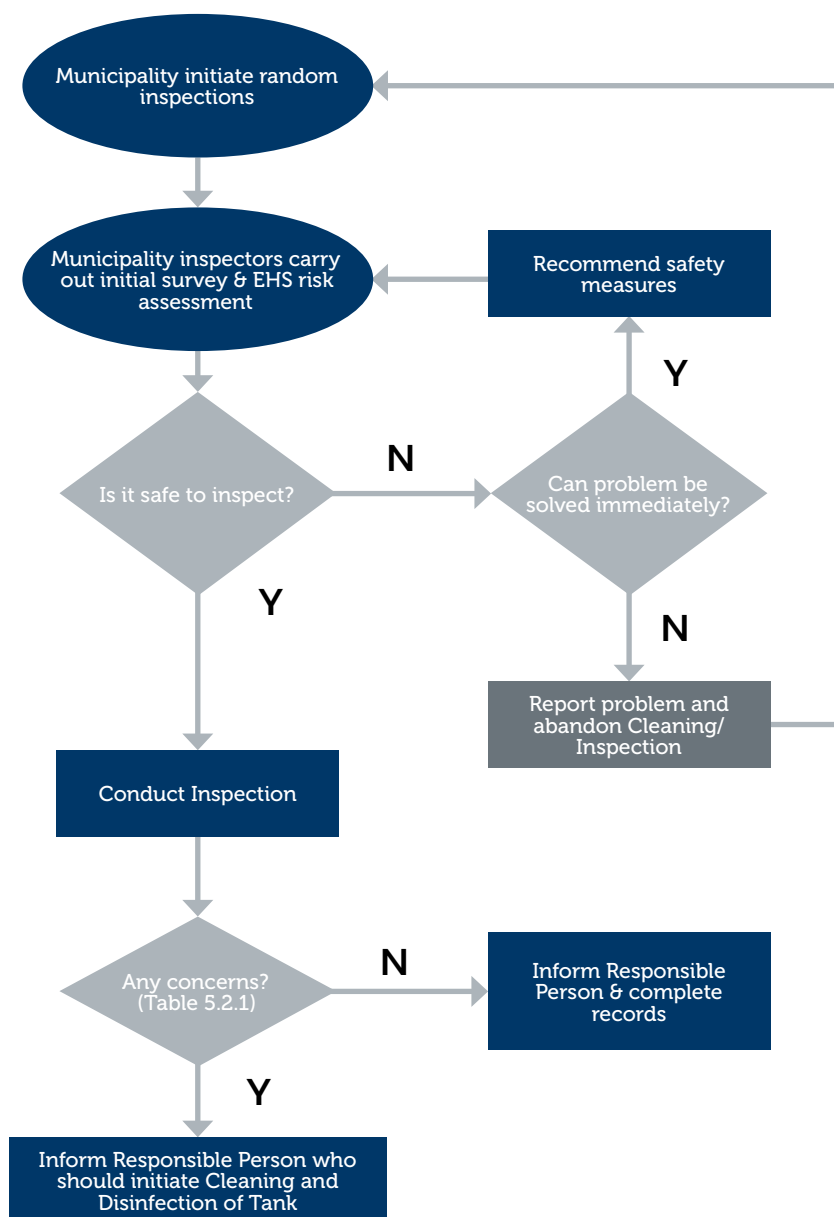 Municipality initiate random
inspections
Municipality inspectors carry
out initial survey & EHS risk
assessment
Recommend safety
measures
Y
Is it safe to inspect?
N
Can problem be
solved immediately?
Y
N
Report problem and
abandon Cleaning/
Inspection
Conduct Inspection
Any concerns?
(Table 5.2.1)
N
Inform Responsible
Person & complete
records
Y
Inform Responsible Person who
should initiate Cleaning and
Disinfection of Tank